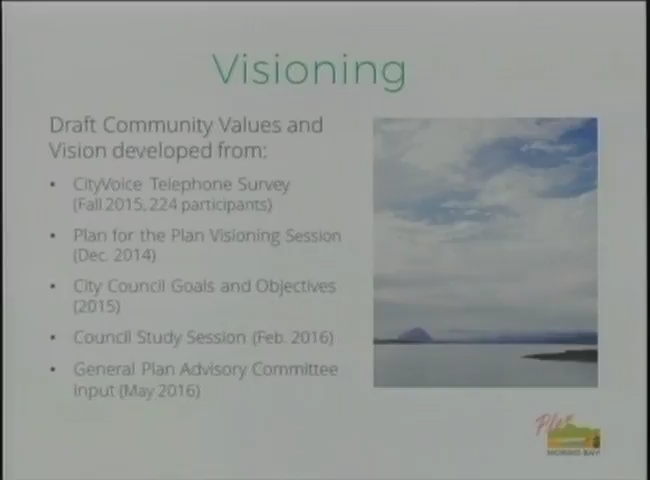 Visioning
Draft Community Values and
Vision developed from:
• CityVoice Telephone Survey
(Fall 2015, 224 participants)
• Plan for the Plan Visioning Session
(Dec. 2014)
• City Council Goals and Objectives
(2015)
• Council Study Session (Feb. 2016)
• General Plan Advisory Committee
input (May 2016)
Plan
MORRO BAY